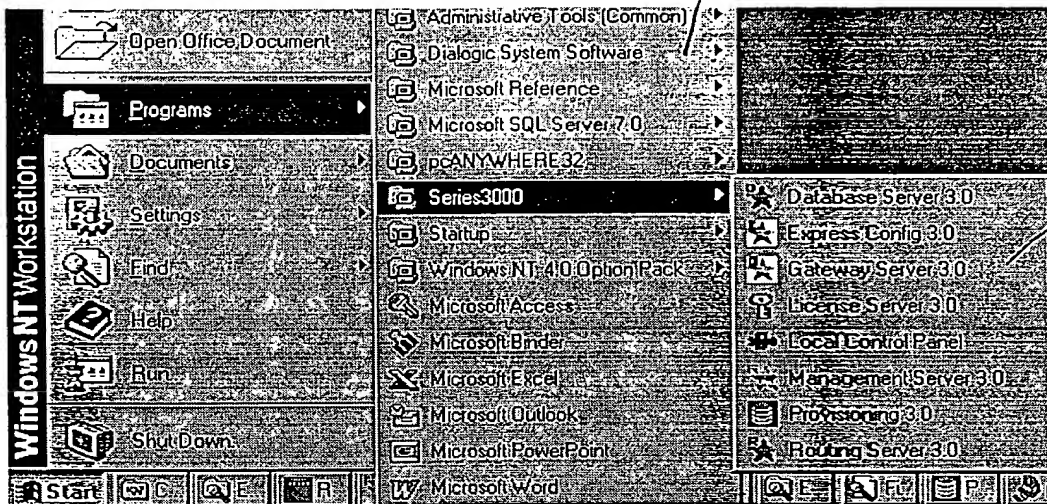 Windows NT Workstation
Open Office Document
Programs
Documents
Settings
Find
Help
Run
Shut Down
Administrative Tools (Common)
Dialogic System Software
Microsoft Reference
Microsoft SQL Server 7.0
pcANYWHERE32
Series3000
Startup
Windows NT 4.0 Option Pack
Microsoft Access
Microsoft Binder
Microsoft Excel
Microsoft Outlook
Microsoft PowerPoint
Microsoft Word
Database Server 3.0
Express Config 3.0
Gateway Server 3.0
License Server 3.0
Local Control Panel
Management Server 3.0
Provisioning 3.0
Routing Server 3.0
Start